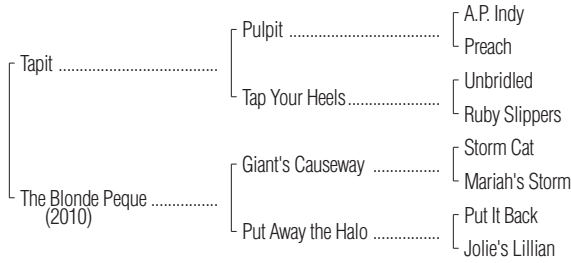 A.P. Indy
Pulpit ....................................
Preach
Tapit ......................................
Unbridled
Tap Your Heels......................
Ruby Slippers
Storm Cat
Giant's Causeway ................
Mariah's Storm
The Blonde Peque ................
(2010)
Put It Back
Put Away the Halo ................
Jolie's Lillian